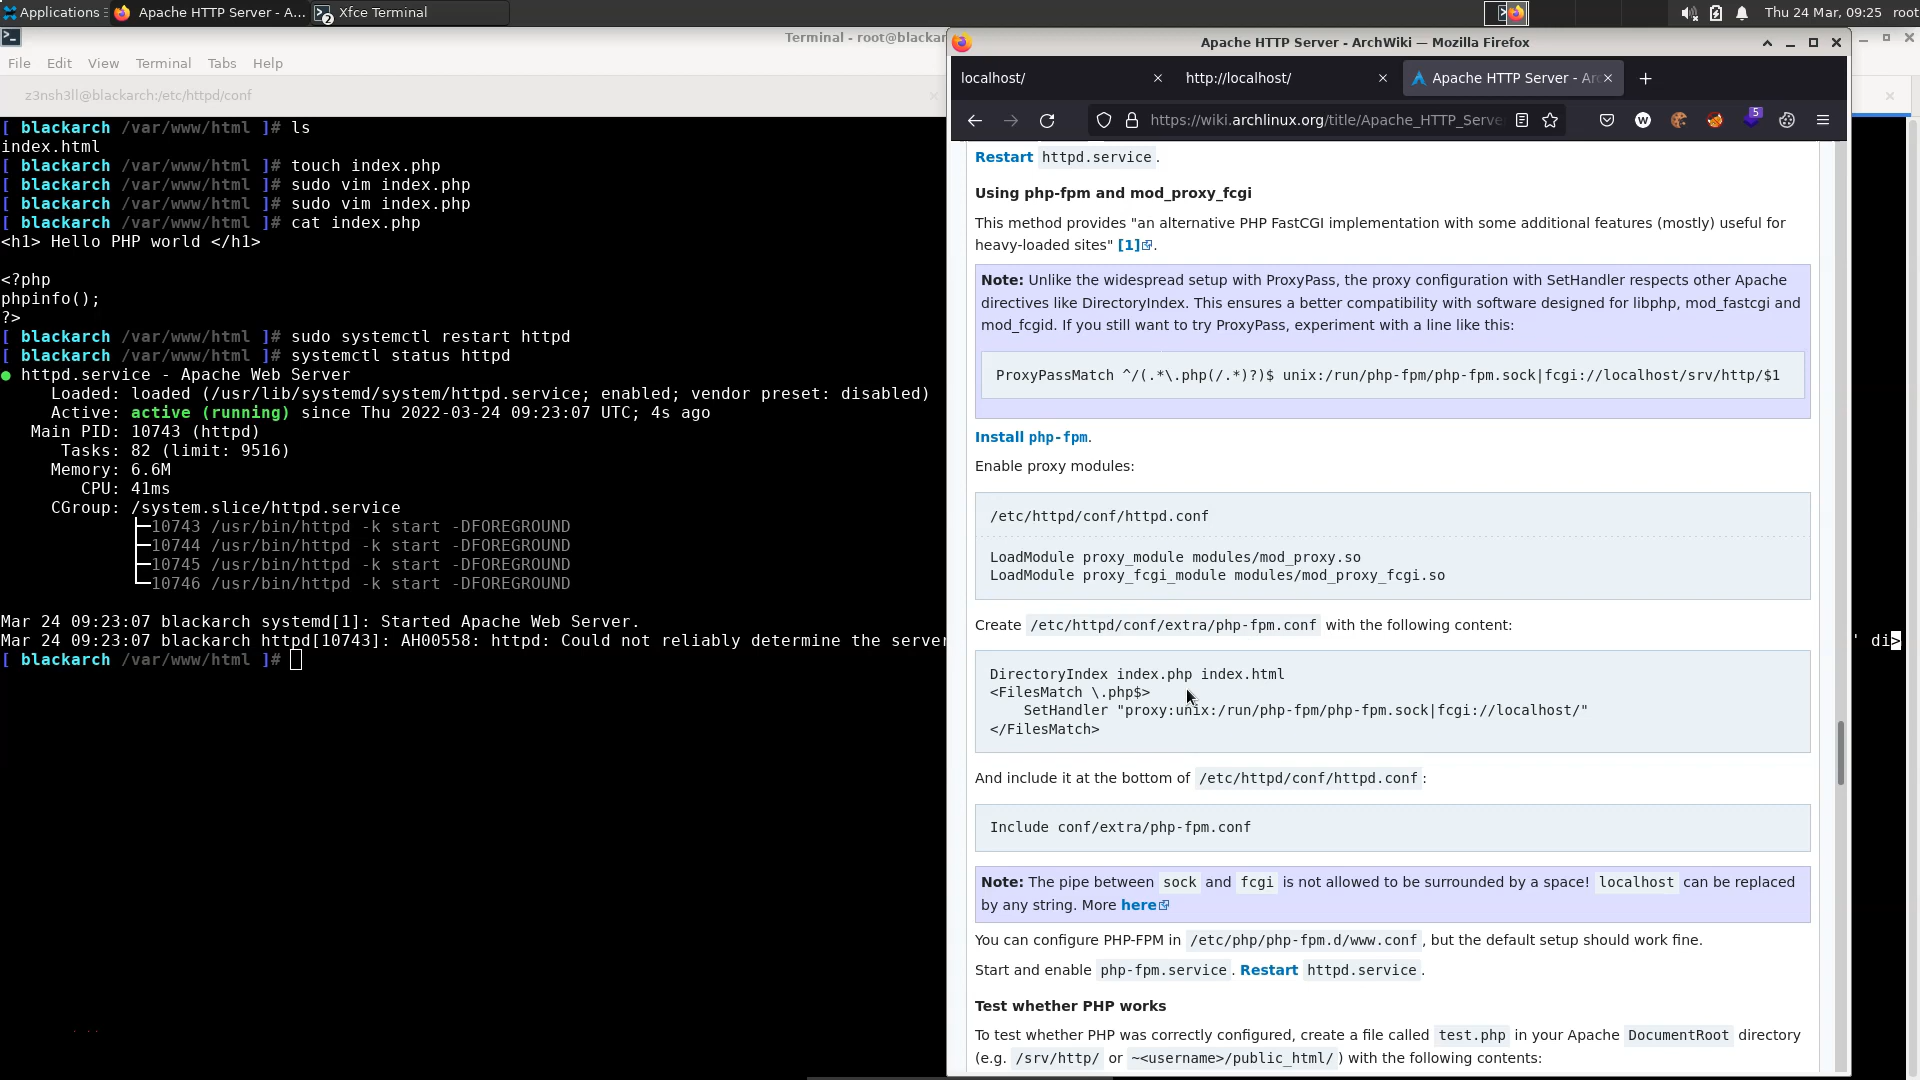 Applications
Apache HTTP Server - A...
Xfce Terminal
2
Thu 24 Mar, 09:25
root
Terminal - root@blackar
File Edit View Terminal Tabs Help
z3nsh3ll@blackarch:/etc/httpd/conf
[ blackarch /var/www/html ]# ls
index.html
[ blackarch /var/www/html ]# touch index.php
[ blackarch /var/www/html ]# sudo vim index.php
[ blackarch /var/www/html ]# sudo vim index.php
[ blackarch /var/www/html ]# cat index.php
<h1> Hello PHP world </h1>
<?php
phpinfo();
?>
[ blackarch /var/www/html ]# sudo systemctl restart httpd
[ blackarch /var/www/html ]# systemctl status httpd
● httpd.service - Apache Web Server
Loaded: loaded (/usr/lib/systemd/system/httpd.service; enabled; vendor preset: disabled)
Active: active (running) since Thu 2022-03-24 09:23:07 UTC; 4s ago
Main PID: 10743 (httpd)
Tasks: 82 (limit: 9516)
Memory: 6.6M
CPU: 41ms
CGroup: /system.slice/httpd.service
├─10743 /usr/bin/httpd -k start -DFOREGROUND
├─10744 /usr/bin/httpd -k start -DFOREGROUND
├─10745 /usr/bin/httpd -k start -DFOREGROUND
└─10746 /usr/bin/httpd -k start -DFOREGROUND
Mar 24 09:23:07 blackarch systemd[1]: Started Apache Web Server.
Mar 24 09:23:07 blackarch httpd[10743]: AH00558: httpd: Could not reliably determine the server
' di>
[ blackarch /var/www/html ]#
Apache HTTP Server - ArchWiki — Mozilla Firefox
localhost/
http://localhost/
Apache HTTP Server - Ar
https://wiki.archlinux.org/title/Apache_HTTP_Serve
5
Restart httpd.service.
Using php-fpm and mod_proxy_fcgi
This method provides "an alternative PHP FastCGI implementation with some additional features (mostly) useful for
heavy-loaded sites" [1].
Note: Unlike the widespread setup with ProxyPass, the proxy configuration with SetHandler respects other Apache
directives like DirectoryIndex. This ensures a better compatibility with software designed for libphp, mod_fastcgi and
mod_fcgid. If you still want to try ProxyPass, experiment with a line like this:
ProxyPassMatch ^/(.*\.php(/.*)?)$ unix:/run/php-fpm/php-fpm.sock|fcgi://localhost/srv/http/$1
Install php-fpm.
Enable proxy modules:
/etc/httpd/conf/httpd.conf
LoadModule proxy_module modules/mod_proxy.so
LoadModule proxy_fcgi_module modules/mod_proxy_fcgi.so
Create /etc/httpd/conf/extra/php-fpm.conf with the following content:
DirectoryIndex index.php index.html
<FilesMatch \.php$>
SetHandler "proxy:unix:/run/php-fpm/php-fpm.sock|fcgi://localhost/"
</FilesMatch>
And include it at the bottom of /etc/httpd/conf/httpd.conf:
Include conf/extra/php-fpm.conf
Note: The pipe between sock and fcgi is not allowed to be surrounded by a space! localhost can be replaced
by any string. More here
You can configure PHP-FPM in /etc/php/php-fpm.d/www.conf, but the default setup should work fine.
Start and enable php-fpm.service. Restart httpd.service.
Test whether PHP works
To test whether PHP was correctly configured, create a file called test.php in your Apache DocumentRoot directory
(e.g. /srv/http/ or ~<username>/public_html/) with the following contents: